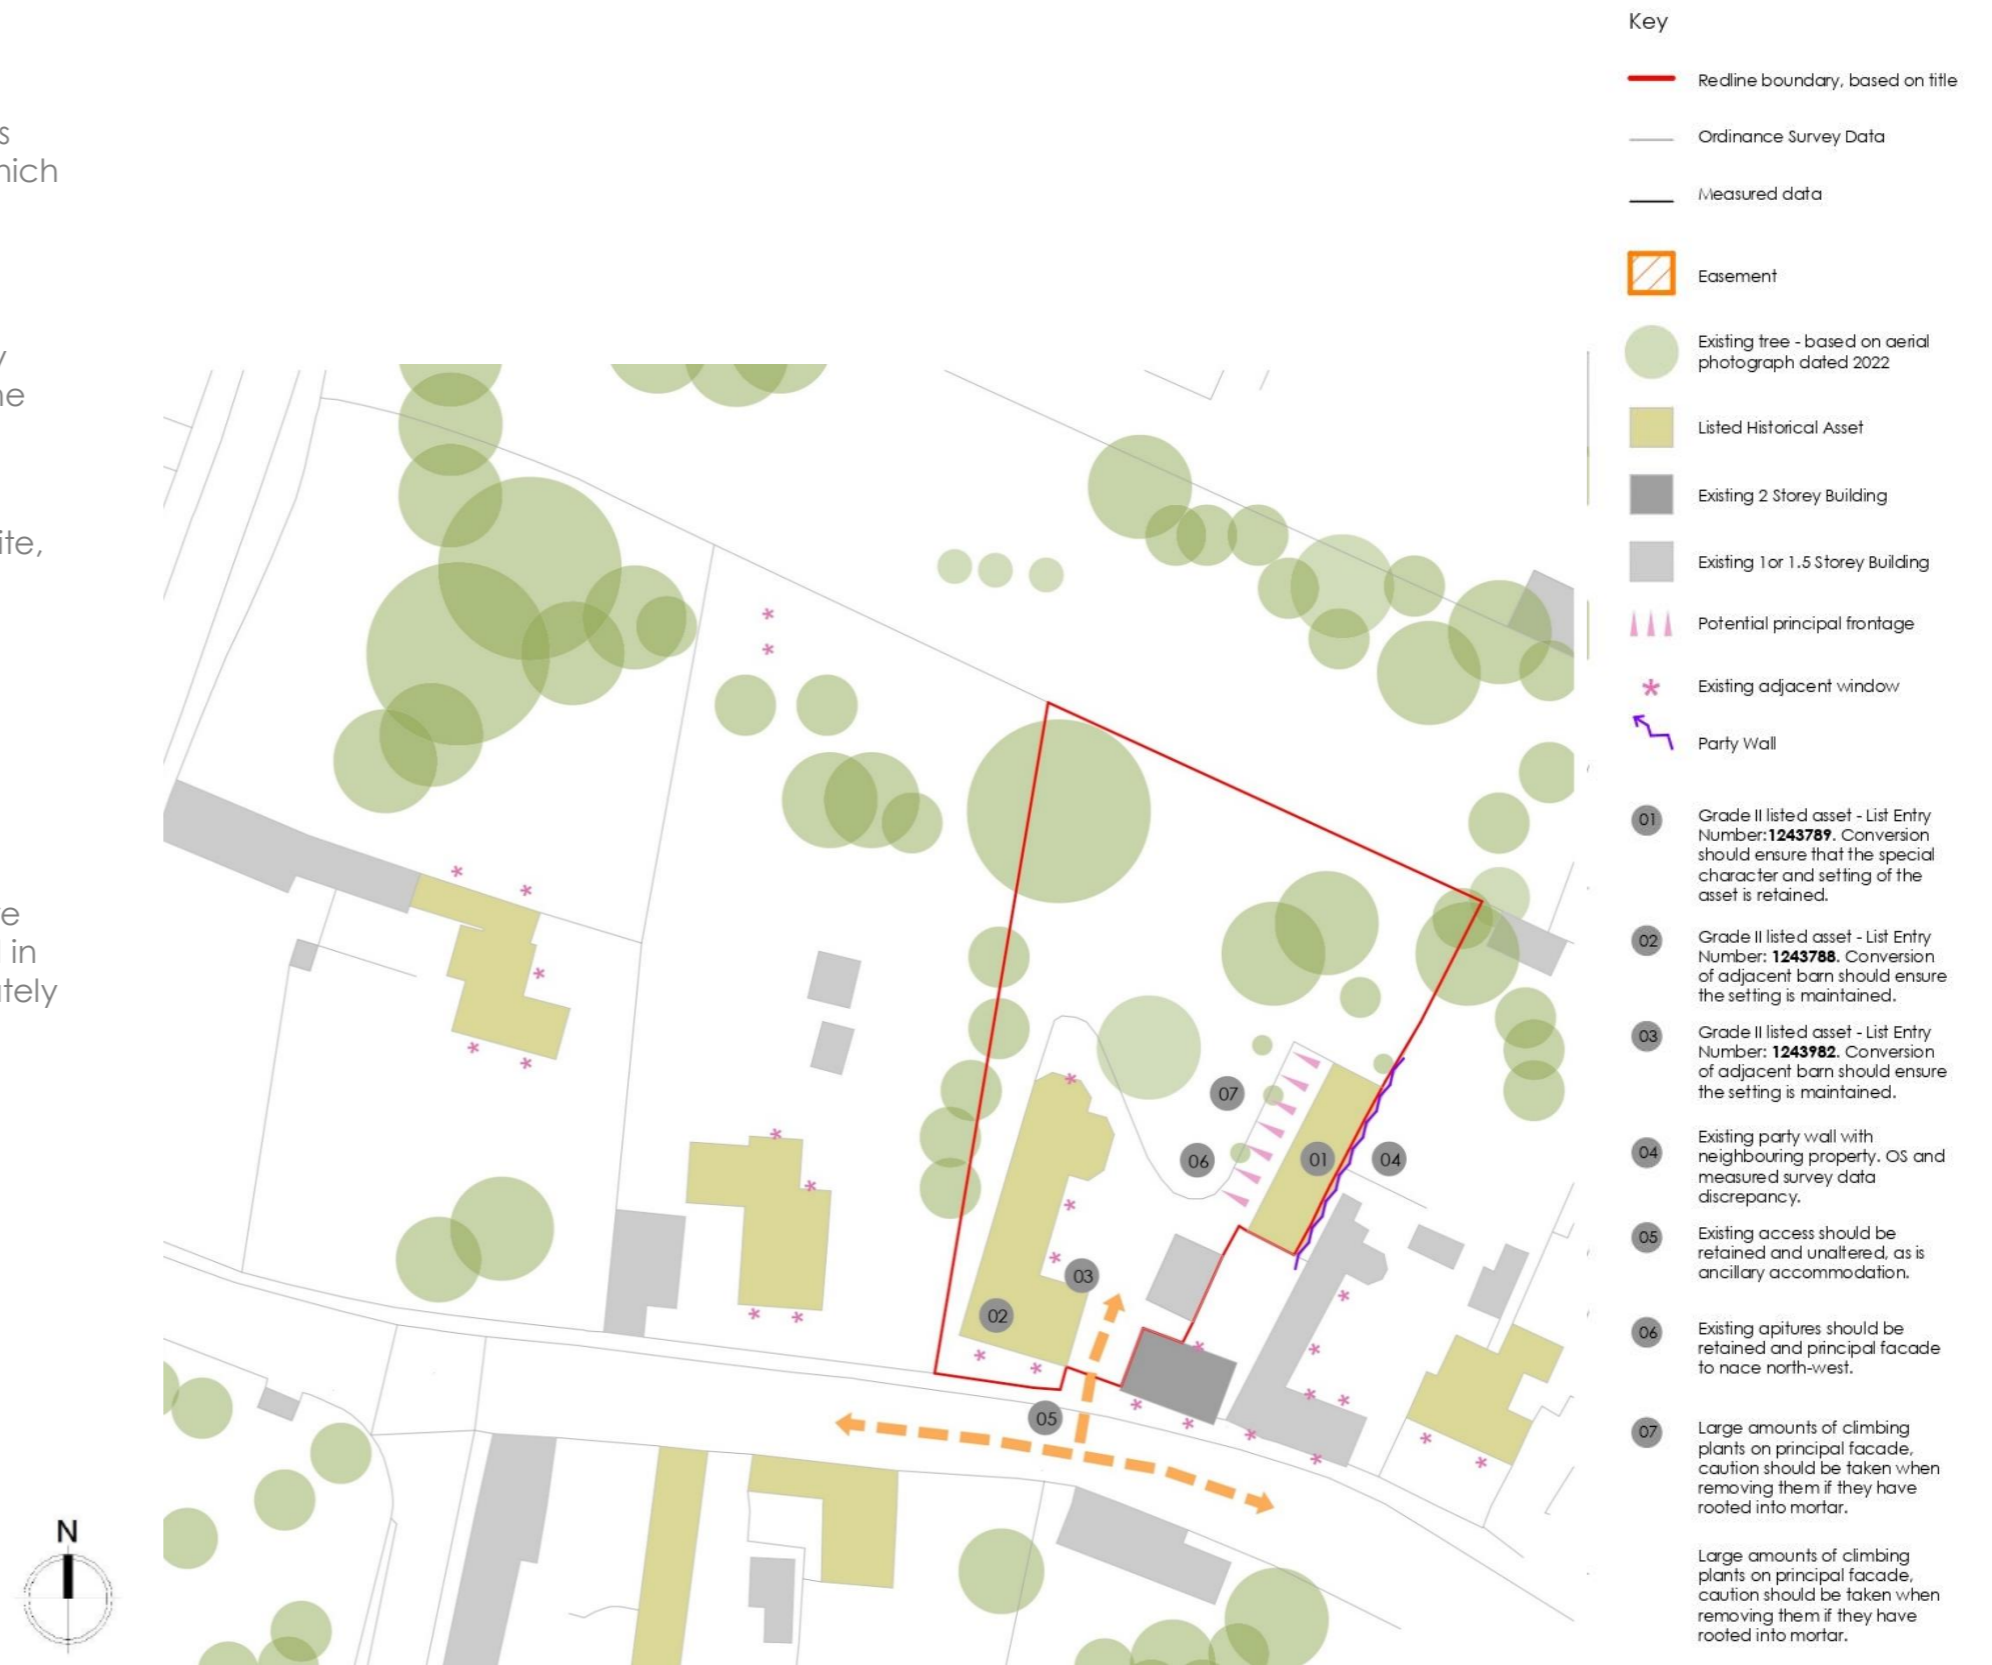 s
hich
y
ne
ite,
e
in
tely
N
02
03
05
07
06
01
04
Key
Redline boundary, based on title
Ordinance Survey Data
Measured data
Easement
Existing tree - based on aerial
photograph dated 2022
Listed Historical Asset
Existing 2 Storey Building
Existing 1or 1.5 Storey Building
Potential principal frontage
Existing adjacent window
Party Wall
01
Grade II listed asset - List Entry
Number:1243789. Conversion
should ensure that the special
character and setting of the
asset is retained.
02
Grade II listed asset - List Entry
Number: 1243788. Conversion
of adjacent barn should ensure
the setting is maintained.
03
Grade II listed asset - List Entry
Number: 1243982. Conversion
of adjacent barn should ensure
the setting is maintained.
04
Existing party wall with
neighbouring property. OS and
measured survey data
discrepancy.
05
Existing access should be
retained and unaltered, as is
ancillary accommodation.
06
Existing apitures should be
retained and principal facade
to nace north-west.
07
Large amounts of climbing
plants on principal facade,
caution should be taken when
removing them if they have
rooted into mortar.
Large amounts of climbing
plants on principal facade,
caution should be taken when
removing them if they have
rooted into mortar.